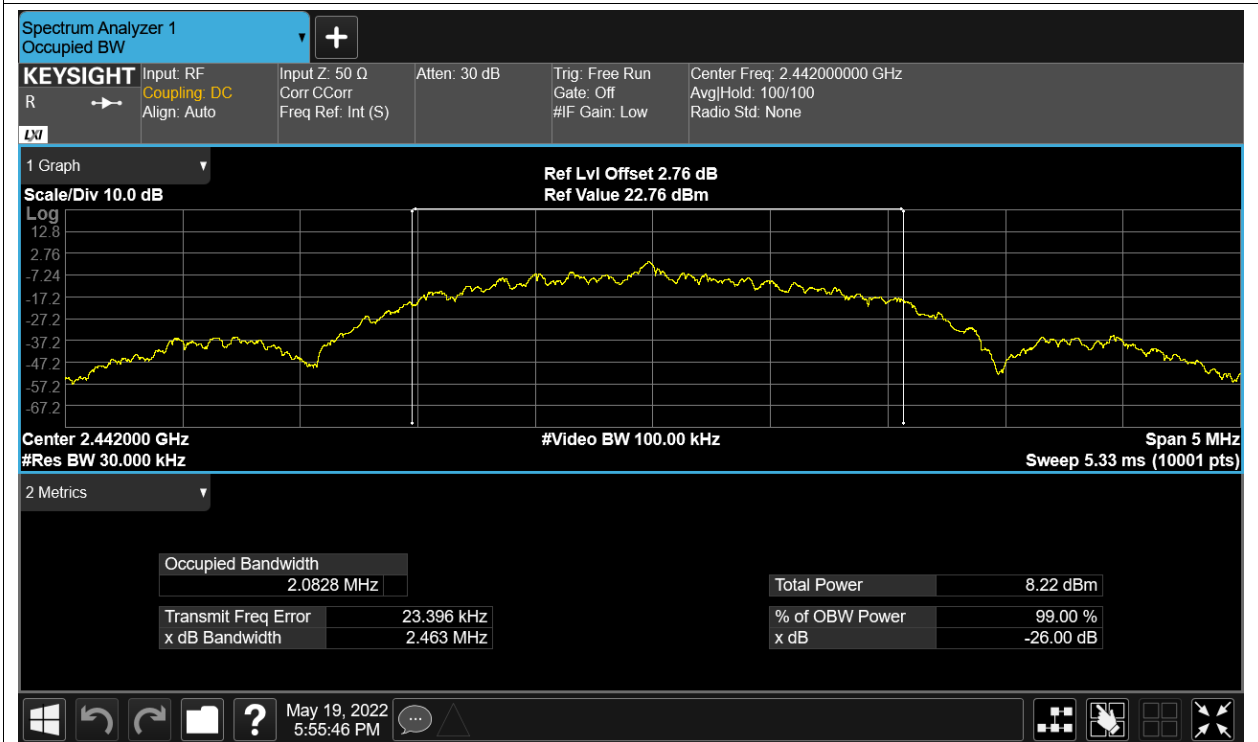 Spectrum Analyzer 1
Occupied BW
KEYSIGHT
R
LXI
Input: RF
Coupling: DC
Align: Auto
Input Z: 50 Ω
Corr CCorr
Freq Ref: Int (S)
Atten: 30 dB
Trig: Free Run
Gate: Off
#IF Gain: Low
Center Freq: 2.442000000 GHz
Avg|Hold: 100/100
Radio Std: None
1 Graph
Scale/Div 10.0 dB
Ref Lvl Offset 2.76 dB
Ref Value 22.76 dBm
Log
12.8
2.76
-7.24
-17.2
-27.2
-37.2
-47.2
-57.2
-67.2
Center 2.442000 GHz
#Video BW 100.00 kHz
Span 5 MHz
#Res BW 30.000 kHz
Sweep 5.33 ms (10001 pts)
2 Metrics
Occupied Bandwidth
2.0828 MHz
Total Power 8.22 dBm
Transmit Freq Error 23.396 kHz
% of OBW Power 99.00 %
x dB Bandwidth 2.463 MHz
x dB -26.00 dB
?
May 19, 2022
5:55:46 PM